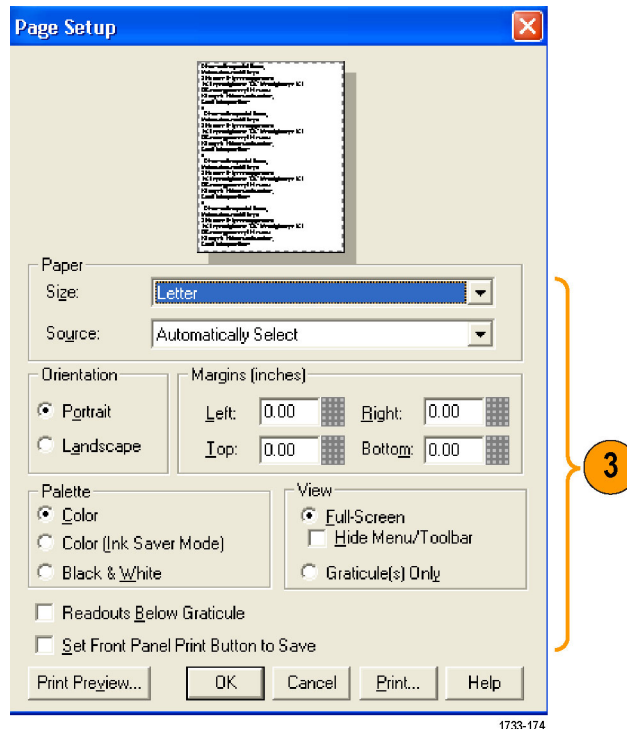 Page Setup
Paper
Size: Letter
Source: Automatically Select
Orientation
Portrait
Landscape
Margins (inches)
Left: 0.00 Right: 0.00
Top: 0.00 Bottom: 0.00
Palette
Color
Color (Ink Saver Mode)
Black & White
View
Full-Screen
Hide Menu/Toolbar
Graticule(s) Only
Readouts Below Graticule
Set Front Panel Print Button to Save
Print Preview... OK Cancel Print... Help
3
1733-174